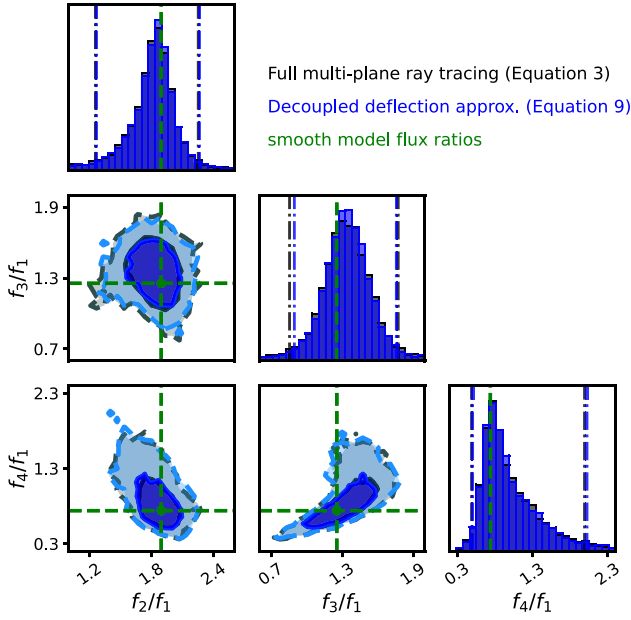 Full multi-plane ray tracing (Equation 3)
Decoupled deflection approx. (Equation 9)
smooth model flux ratios
1.9
1.3
0.7
f3/f1
2.3
1.3
0.3
f4/f1
1.2 1.8 2.4
0.7 1.3 1.9
0.3 1.3 2.3
f2/f1
f3/f1
f4/f1